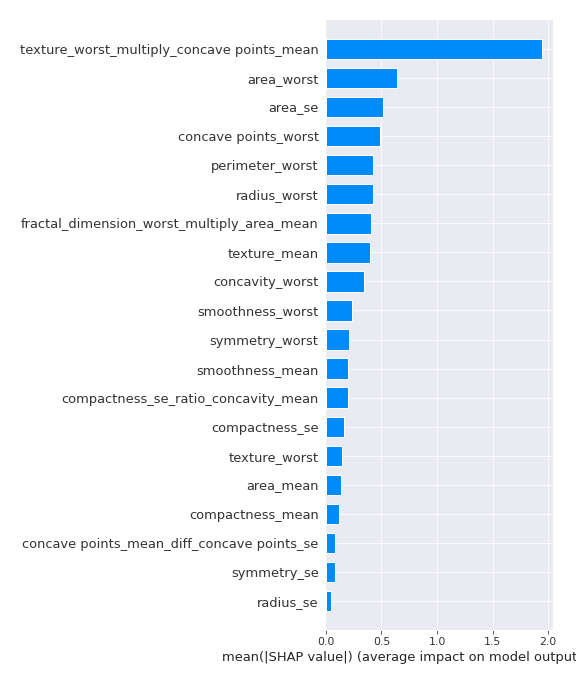 texture_worst_multiply_concave points_mean
area_worst
area_se
concave points_worst
perimeter_worst
radius_worst
fractal_dimension_worst_multiply_area_mean
texture_mean
concavity_worst
smoothness_worst
symmetry_worst
smoothness_mean
compactness_se_ratio_concavity_mean
compactness_se
texture_worst
area_mean
compactness_mean
concave points_mean_diff_concave points_se
symmetry_se
radius_se
0.0 0.5 1.0 1.5 2.0
mean(|SHAP value|) (average impact on model output